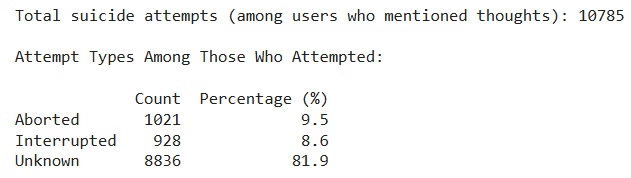 Total suicide attempts (among users who mentioned thoughts): 10785
Attempt Types Among Those Who Attempted:
Count Percentage (%)
Aborted 1021 9.5
Interrupted 928 8.6
Unknown 8836 81.9